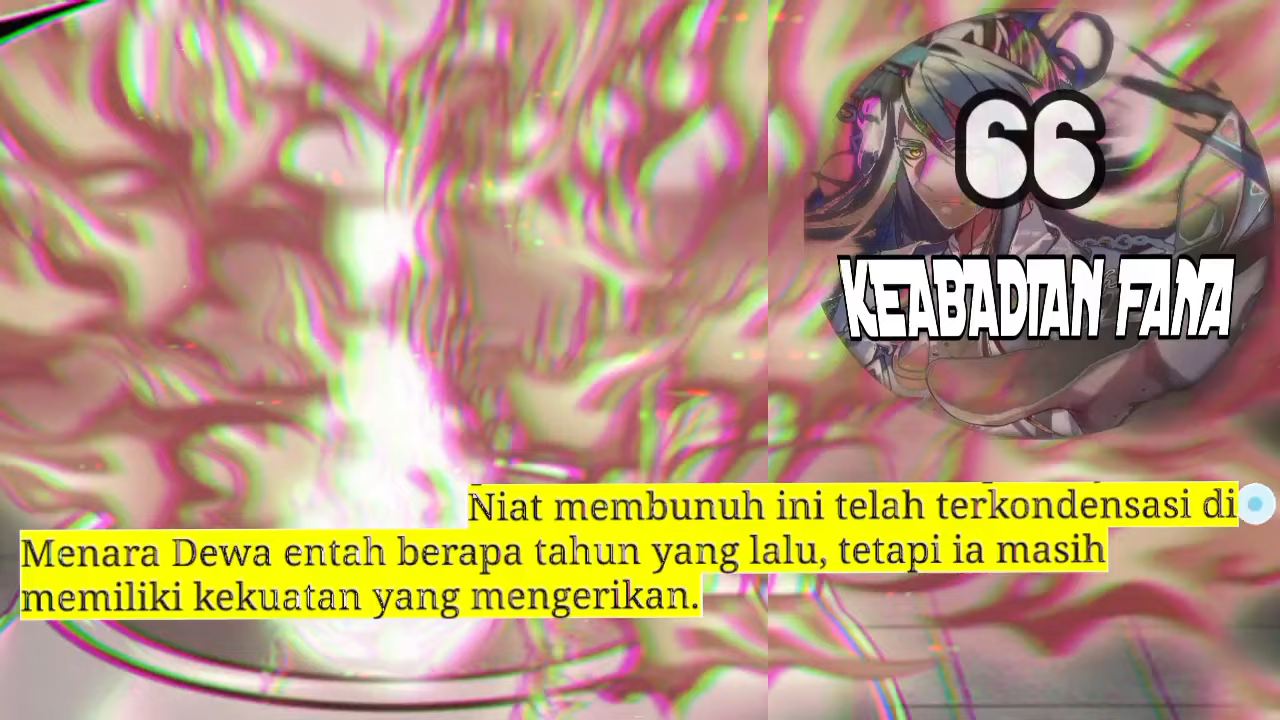 66
KEABADIAN FANA
Niat membunuh ini telah terkondensasi di
Menara Dewa entah berapa tahun yang lalu, tetapi ia masih
memiliki kekuatan yang mengerikan.